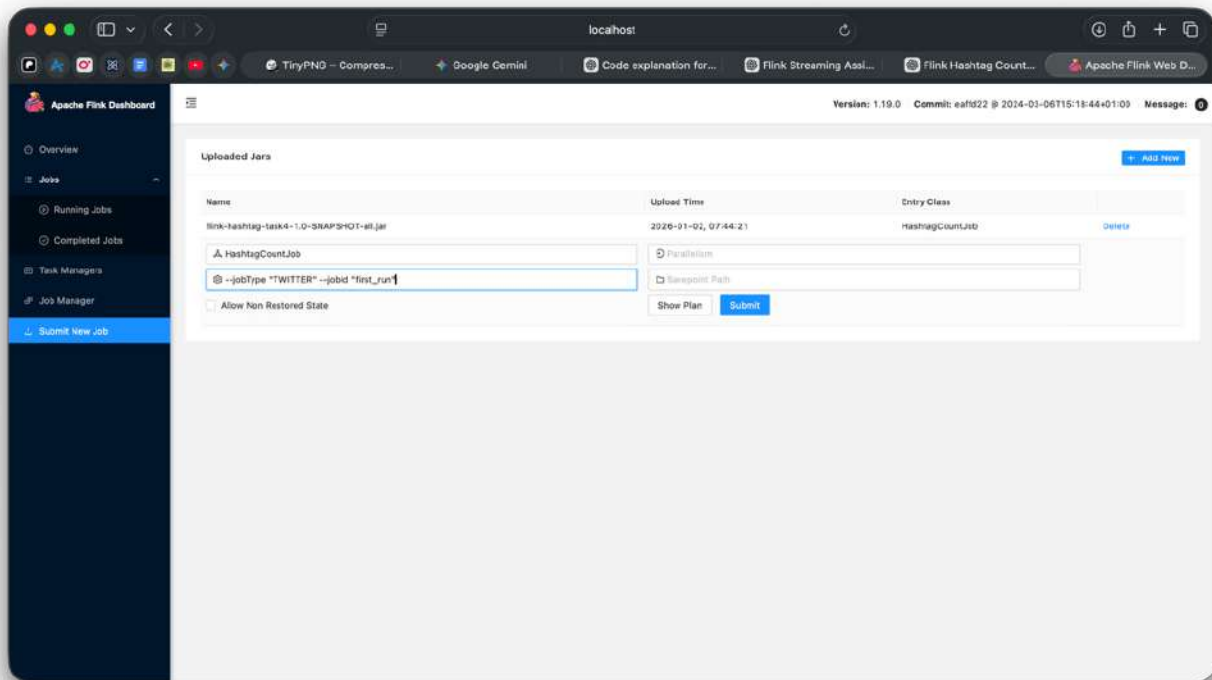 localhost
TinyPNG – Compres...
Google Gemini
Code explanation for...
Flink Streaming Assi...
Flink Hashtag Count...
Apache Flink Web D...
Apache Flink Dashboard
Version: 1.19.0 Commit: eaffd22 @ 2024-03-06T15:18:44+01:00 Message: 0
Overview
Jobs
Running Jobs
Completed Jobs
Task Managers
Job Manager
Submit New Job
Uploaded Jars
+ Add New
Name Upload Time Entry Class
flink-hashtag-task4-1.0-SNAPSHOT-all.jar 2026-01-02, 07:44:21 HashtagCountJob Delete
HashtagCountJob Parallelism
--jobType "TWITTER" --jobid "first_run" Savepoint Path
Allow Non Restored State Show Plan Submit